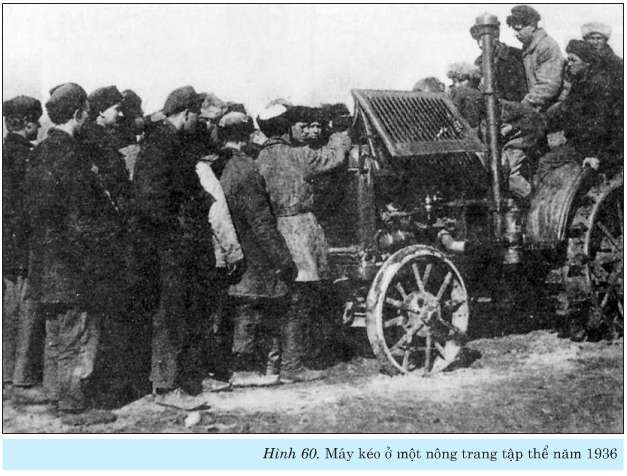 Hình 60. Máy kéo ở một nông trang tập thể năm 1936